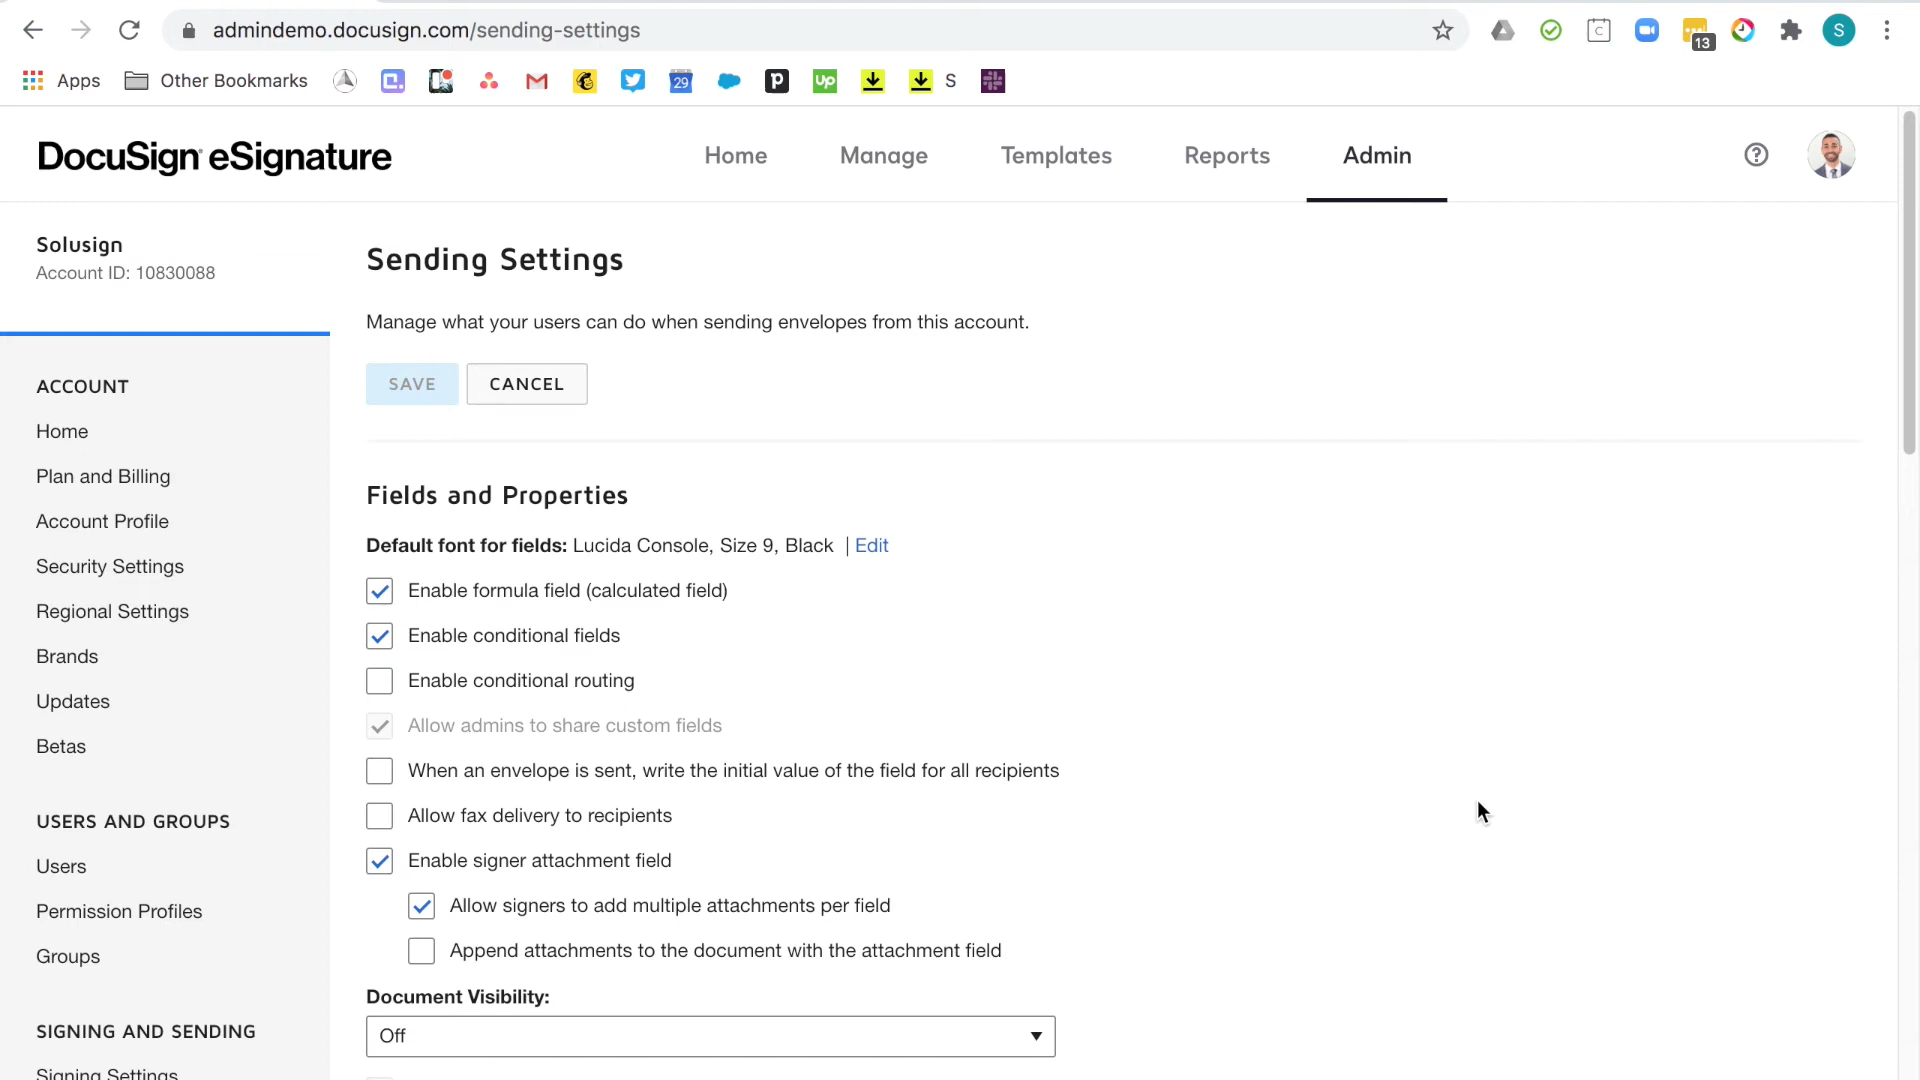 admindemo.docusign.com/sending-settings
13
S
Apps
Other Bookmarks
29
up
S
DocuSign eSignature
Home
Manage
Templates
Reports
Admin
Solusign
Account ID: 10830088
ACCOUNT
Home
Plan and Billing
Account Profile
Security Settings
Regional Settings
Brands
Updates
Betas
USERS AND GROUPS
Users
Permission Profiles
Groups
SIGNING AND SENDING
Signing Settings
Sending Settings
Manage what your users can do when sending envelopes from this account.
SAVE
CANCEL
Fields and Properties
Default font for fields: Lucida Console, Size 9, Black | Edit
Enable formula field (calculated field)
Enable conditional fields
Enable conditional routing
Allow admins to share custom fields
When an envelope is sent, write the initial value of the field for all recipients
Allow fax delivery to recipients
Enable signer attachment field
Allow signers to add multiple attachments per field
Append attachments to the document with the attachment field
Document Visibility:
Off